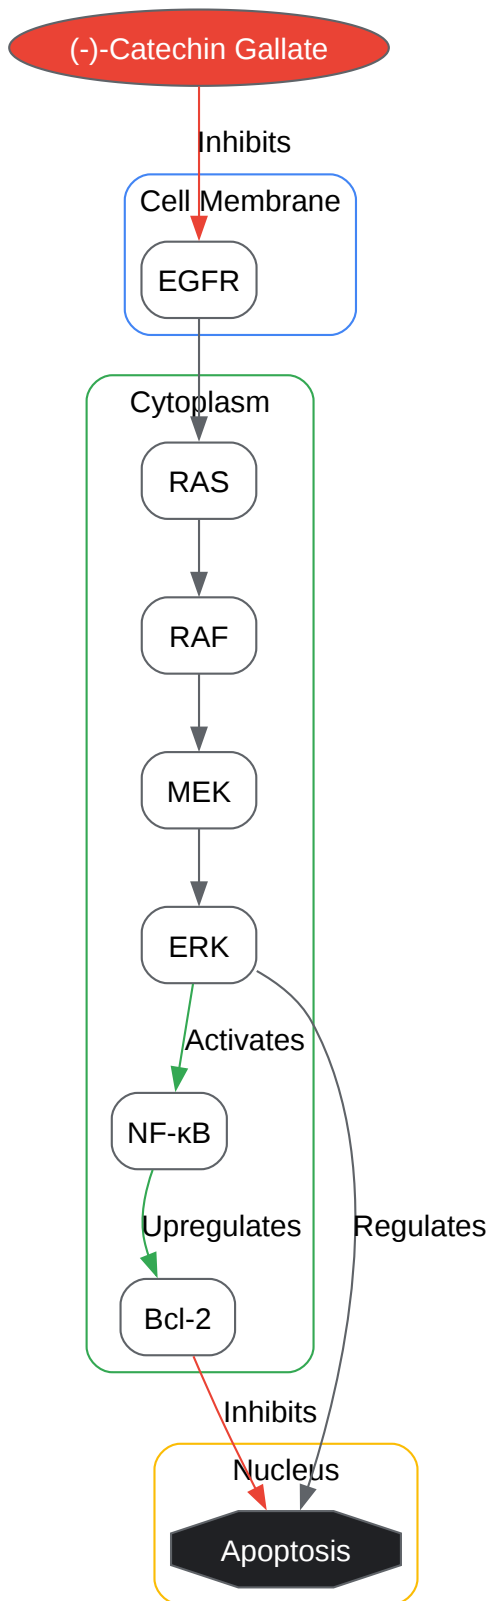 (-)-Catechin Gallate
Inhibits
Cell Membrane
EGFR
Cytoplasm
RAS
RAF
MEK
ERK
Activates
NF-κB
Upregulates
Regulates
Bcl-2
Inhibits
Nucleus
Apoptosis